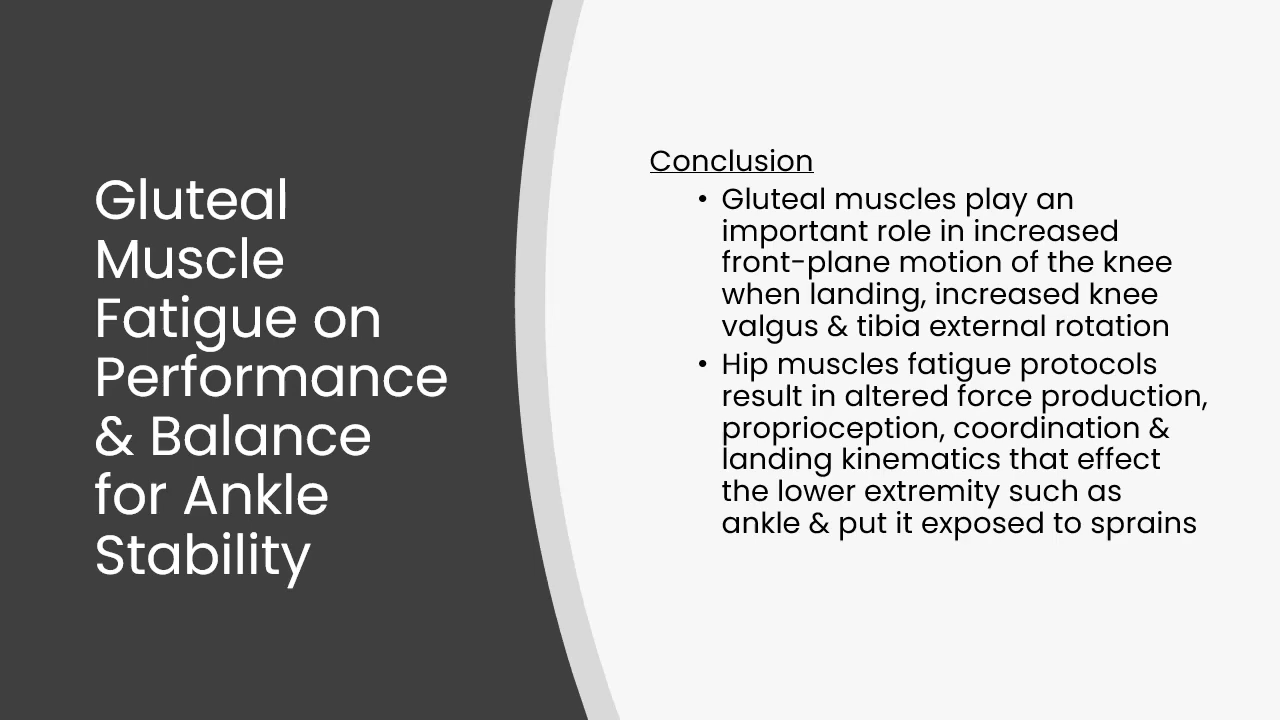 Gluteal
Muscle
Fatigue on
Performance
& Balance
for Ankle
Stability
Conclusion
• Gluteal muscles play an
important role in increased
front-plane motion of the knee
when landing, increased knee
valgus & tibia external rotation
• Hip muscles fatigue protocols
result in altered force production,
proprioception, coordination &
landing kinematics that effect
the lower extremity such as
ankle & put it exposed to sprains